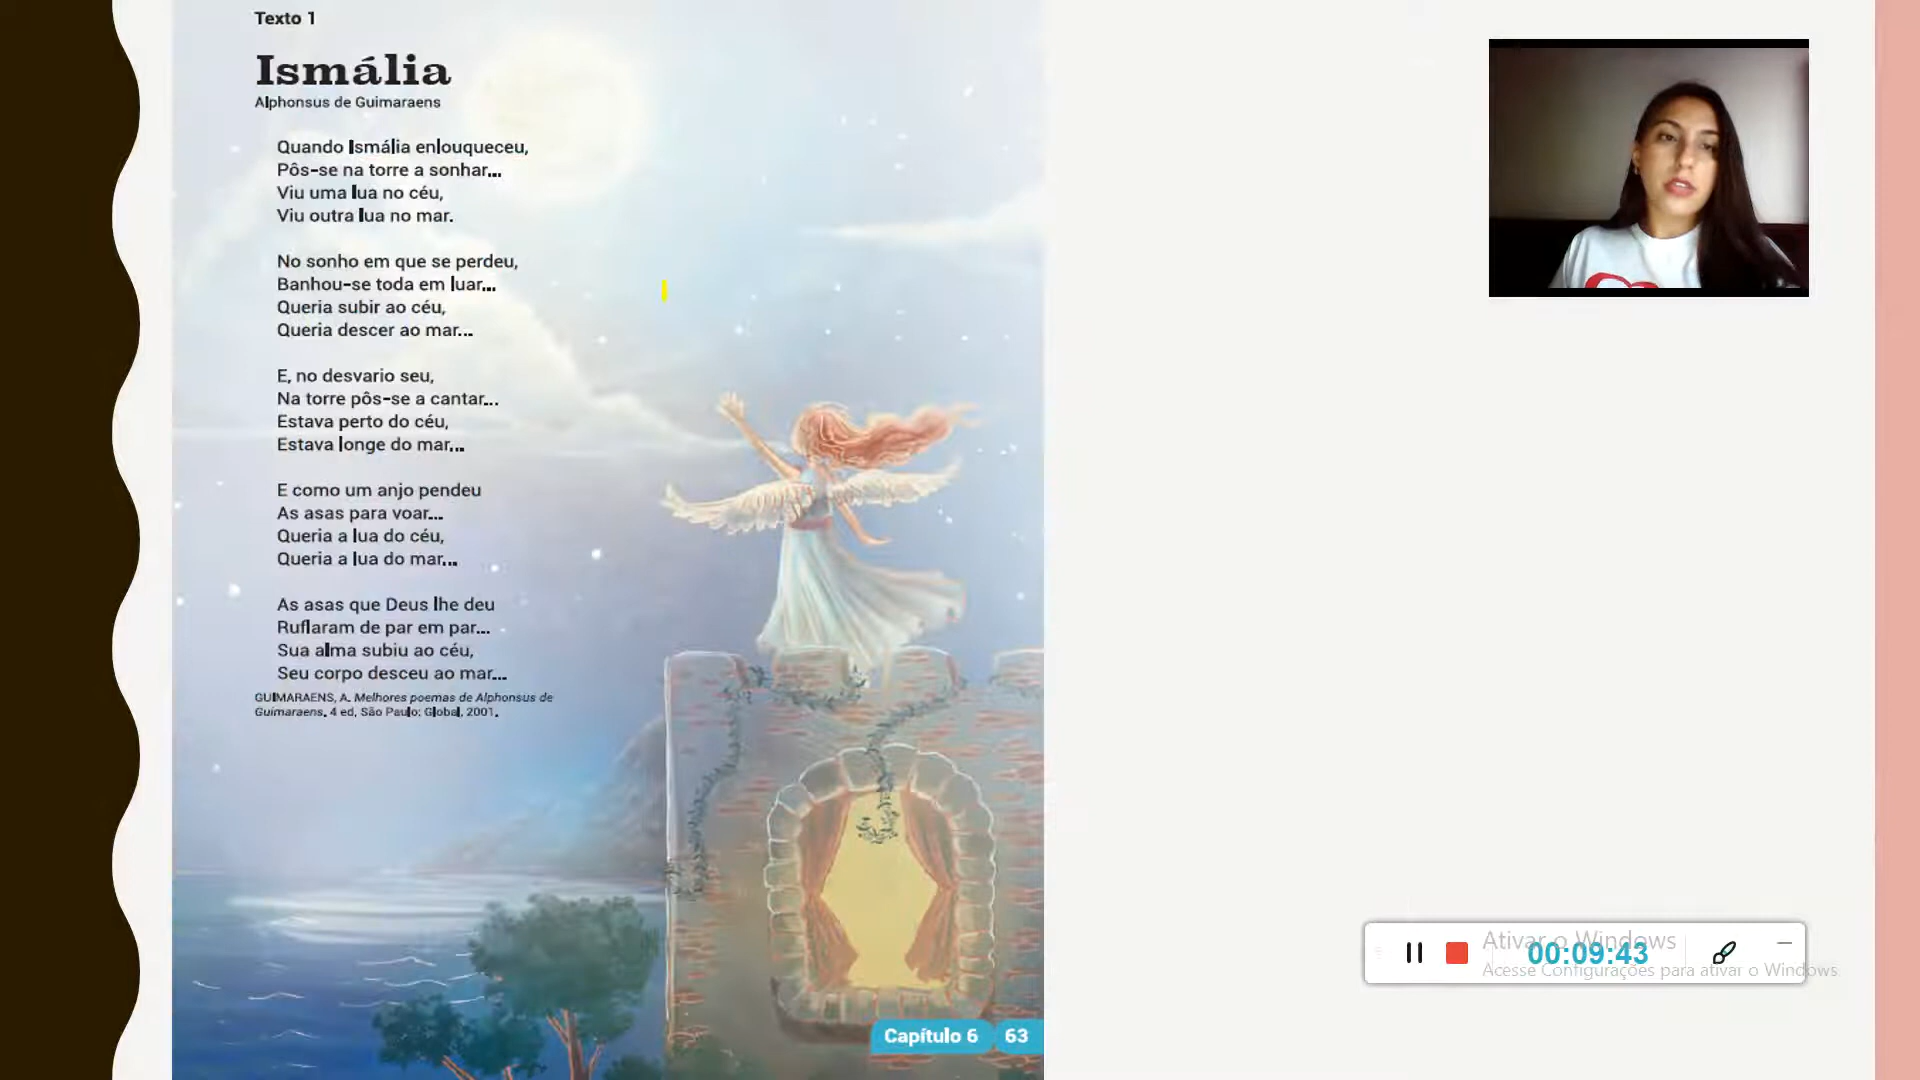 Texto 1
Ismália
Alphonsus de Guimaraens
Quando Ismália enlouqueceu,
Pôs-se na torre a sonhar...
Viu uma lua no céu,
Viu outra lua no mar.
No sonho em que se perdeu,
Banhou-se toda em luar...
Queria subir ao céu,
Queria descer ao mar...
E, no desvario seu,
Na torre pôs-se a cantar...
Estava perto do céu,
Estava longe do mar...
E como um anjo pendeu
As asas para voar...
Queria a lua do céu,
Queria a lua do mar...
As asas que Deus lhe deu
Ruflaram de par em par...
Sua alma subiu ao céu,
Seu corpo desceu ao mar...
GUIMARAENS, A. Melhores poemas de Alphonsus de
Guimaraens. 4 ed. São Paulo: Global, 2001.
Capítulo 6 63
Ativar o Windows
00:09:43
Acesse Configurações para ativar o Windows